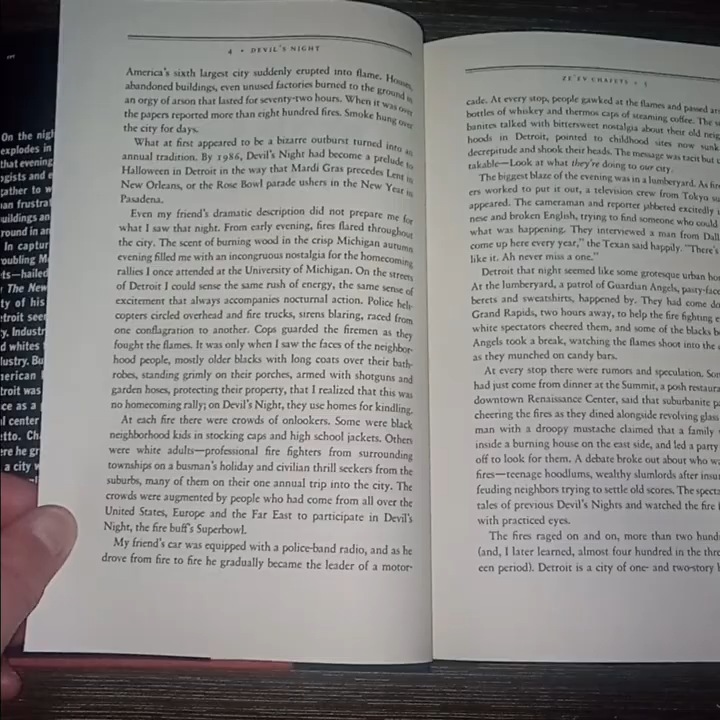 4 • DEVIL'S NIGHT
America's sixth largest city suddenly erupted into flame. Houses,
abandoned buildings, even unused factories burned to the ground in
an orgy of arson that lasted for seventy-two hours. When it was over
the papers reported more than eight hundred fires. Smoke hung over
the city for days.
What at first appeared to be a bizarre outburst turned into an
annual tradition. By 1986, Devil's Night had become a prelude to
Halloween in Detroit in the way that Mardi Gras precedes Lent in
New Orleans, or the Rose Bowl parade ushers in the New Year in
Pasadena.
Even my friend's dramatic description did not prepare me for
what I saw that night. From early evening, fires flared throughout
the city. The scent of burning wood in the crisp Michigan autumn
evening filled me with an incongruous nostalgia for the homecoming
rallies I once attended at the University of Michigan. On the streets
of Detroit I could sense the same rush of energy, the same sense of
excitement that always accompanies nocturnal action. Police heli-
copters circled overhead and fire trucks, sirens blaring, raced from
one conflagration to another. Cops guarded the firemen as they
fought the flames. It was only when I saw the faces of the neighbor-
hood people, mostly older blacks with long coats over their bath-
robes, standing grimly on their porches, armed with shotguns and
garden hoses, protecting their property, that I realized that this was
no homecoming rally; on Devil's Night, they use homes for kindling.
At each fire there were crowds of onlookers. Some were black
neighborhood kids in stocking caps and high school jackets. Others
were white adults—professional fire fighters from surrounding
townships on a busman's holiday and civilian thrill seekers from the
suburbs, many of them on their one annual trip into the city. The
crowds were augmented by people who had come from all over the
United States, Europe and the Far East to participate in Devil's
Night, the fire buff's Superbowl.
My friend's car was equipped with a police-band radio, and as he
drove from fire to fire he gradually became the leader of a motor-
ZE'EV CHAFETS • 5
cade. At every stop, people gawked at the flames and passed
bottles of whiskey and thermos caps of steaming coffee. The
banites talked with bittersweet nostalgia about their old
hoods in Detroit, pointed to childhood sites now sunk
decrepitude and shook their heads. The message was tacit but
takable—Look at what they're doing to our city.
The biggest blaze of the evening was in a lumberyard. As
ers worked to put it out, a television crew from Tokyo
appeared. The cameraman and reporter jabbered excitedly
nese and broken English, trying to find someone who could
what was happening. They interviewed a man from
come up here every year," the Texan said happily. "There's
like it. Ah never miss a one."
Detroit that night seemed like some grotesque urban
At the lumberyard, a patrol of Guardian Angels,
berets and sweatshirts, happened by. They had come
Grand Rapids, two hours away, to help the fire fighting
white spectators cheered them, and some of the blacks
Angels took a break, watching the flames shoot into the
as they munched on candy bars.
At every stop there were rumors and speculation.
had just come from dinner at the Summit, a posh
downtown Renaissance Center, said that suburbanite
cheering the fires as they dined alongside revolving
man with a droopy mustache claimed that a family
inside a burning house on the east side, and led a party
off to look for them. A debate broke out about who
fires—teenage hoodlums, wealthy slumlords after
feuding neighbors trying to settle old scores. The
tales of previous Devil's Nights and watched the fire
with practiced eyes.
The fires raged on and on, more than two
(and, I later learned, almost four hundred in the
een period). Detroit is a city of one- and two-story
On the
explodes in
that evening
and
gather to
In
The New
ty of his
y.
d whites
lustry.
ce as a
center
a city